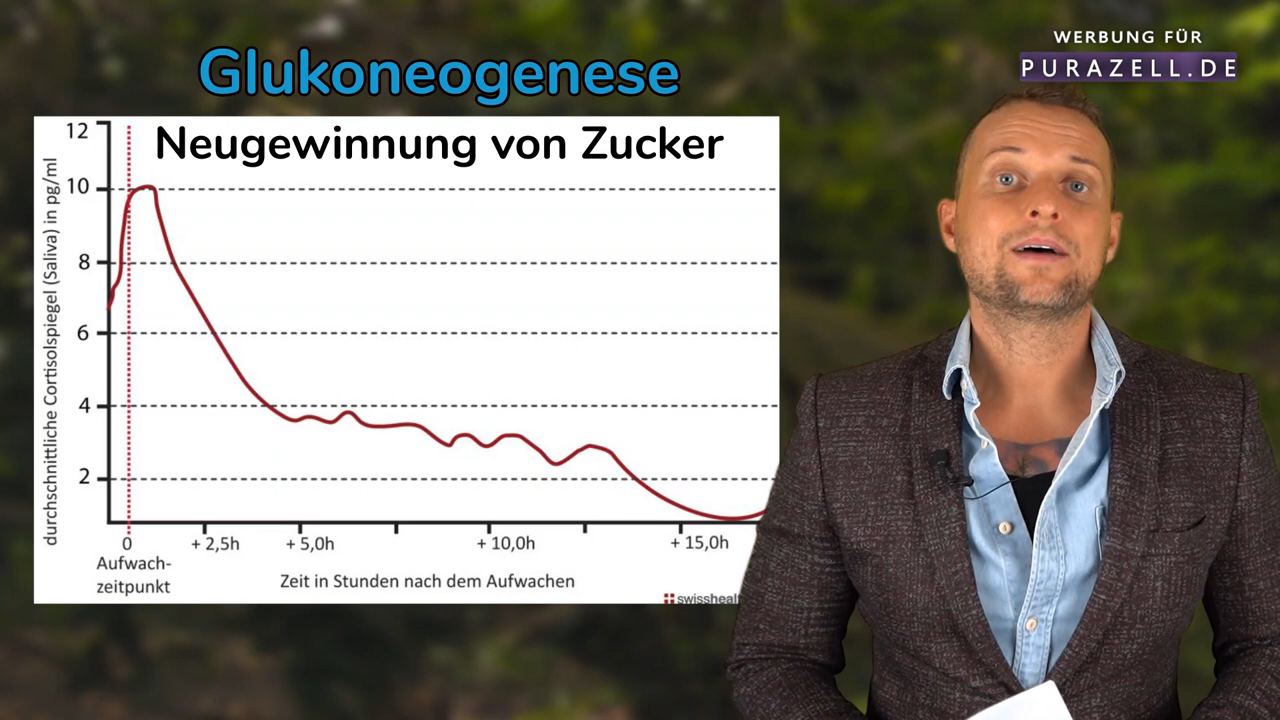 WERBUNG FÜR
PURAZELL.DE
Glukoneogenese
Neugewinnung von Zucker
durchschnittliche Cortisolspiegel (Saliva) in pg/ml
12
10
8
6
4
2
0
+ 2,5h
+ 5,0h
+ 10,0h
+ 15,0h
Aufwach-
zeitpunkt
Zeit in Stunden nach dem Aufwachen